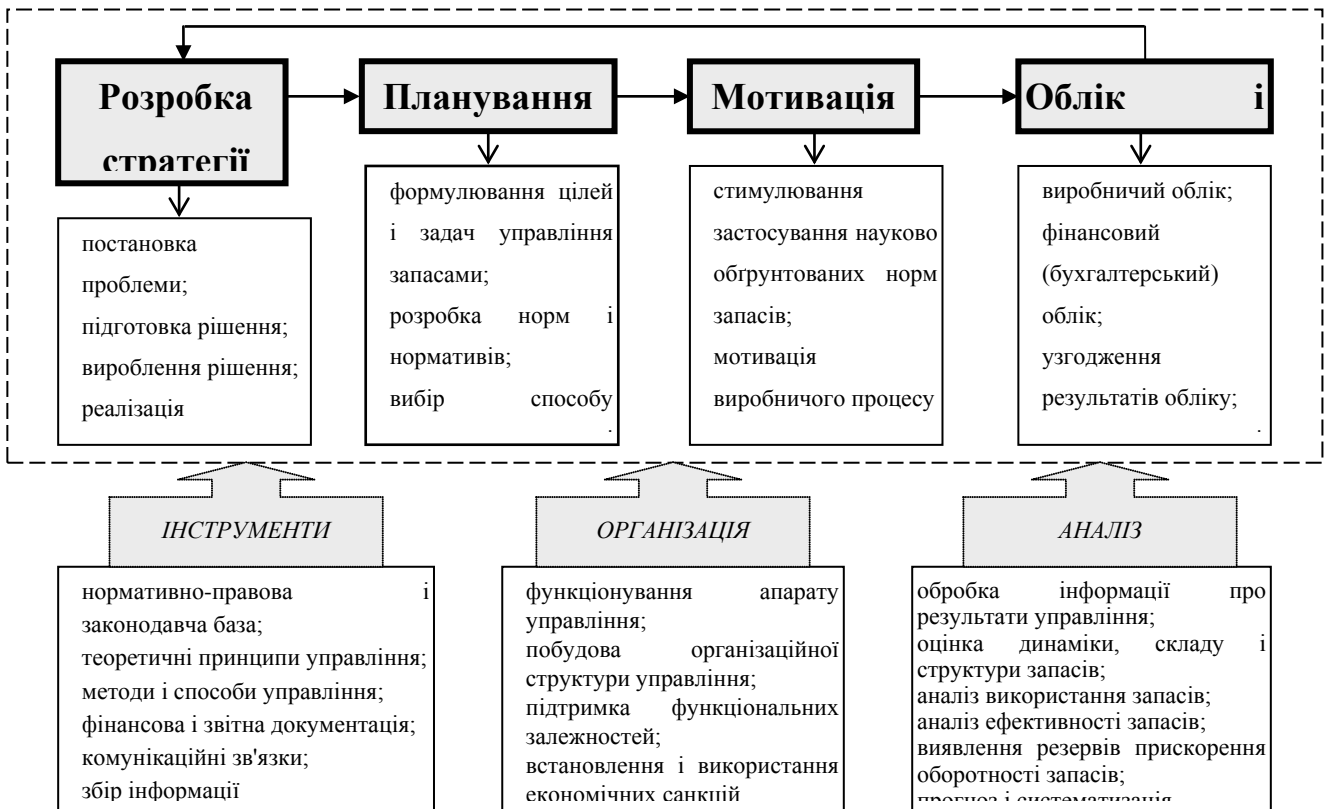 Розробка
стратегії
Планування
Мотивація
Облік і
постановка
проблеми;
підготовка рішення;
вироблення рішення;
реалізація
формулювання цілей
і задач управління
запасами;
розробка норм і
нормативів;
вибір способу
стимулювання
застосування науково
обґрунтованих норм
запасів;
мотивація
виробничого процесу
виробничий облік;
фінансовий
(бухгалтерський)
облік;
узгодження
результатів обліку;
ІНСТРУМЕНТИ
ОРГАНІЗАЦІЯ
АНАЛІЗ
нормативно-правова і
законодавча база;
теоретичні принципи управління;
методи і способи управління;
фінансова і звітна документація;
комунікаційні зв'язки;
збір інформації
функціонування апарату
управління;
побудова організаційної
структури управління;
підтримка функціональних
залежностей;
встановлення і використання
економічних санкцій
обробка інформації про
результати управління;
оцінка динаміки, складу і
структури запасів;
аналіз використання запасів;
аналіз ефективності запасів;
виявлення резервів прискорення
оборотності запасів;
прогноз і систематизація